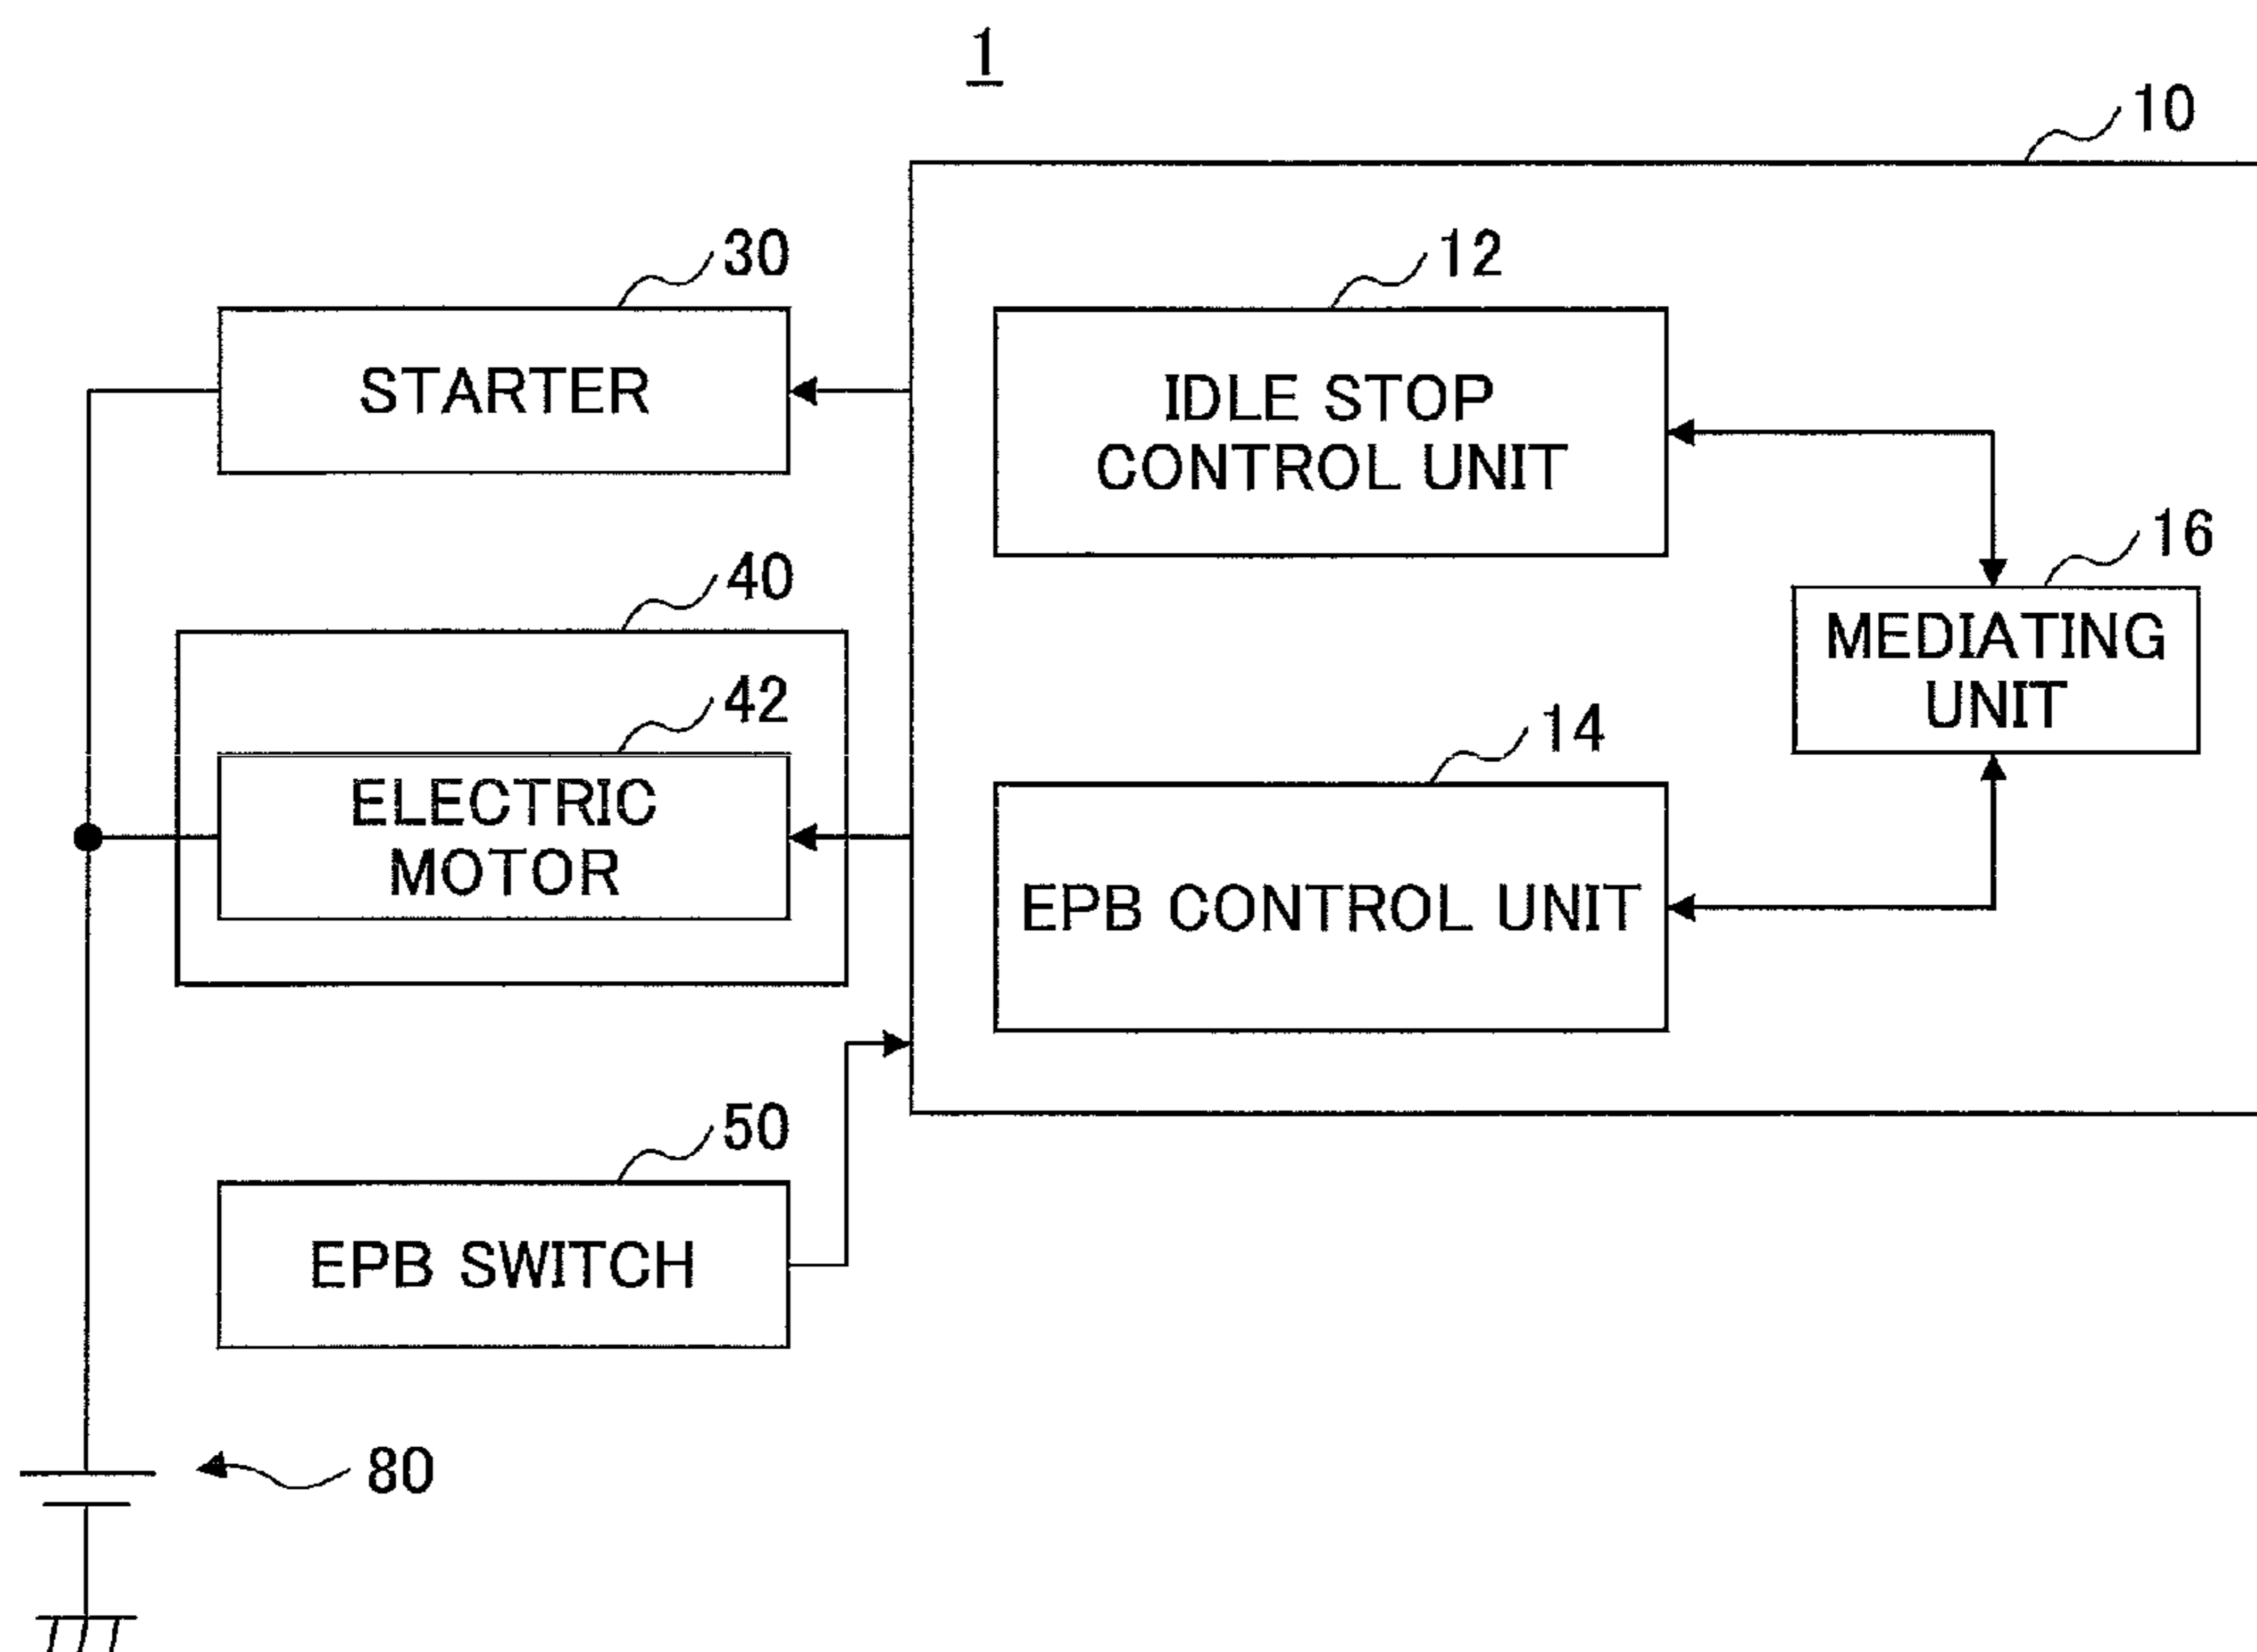 1
10
30
12
STARTER
IDLE STOP
CONTROL UNIT
16
40
MEDIATING
UNIT
42
14
ELECTRIC
MOTOR
EPB CONTROL UNIT
50
EPB SWITCH
80